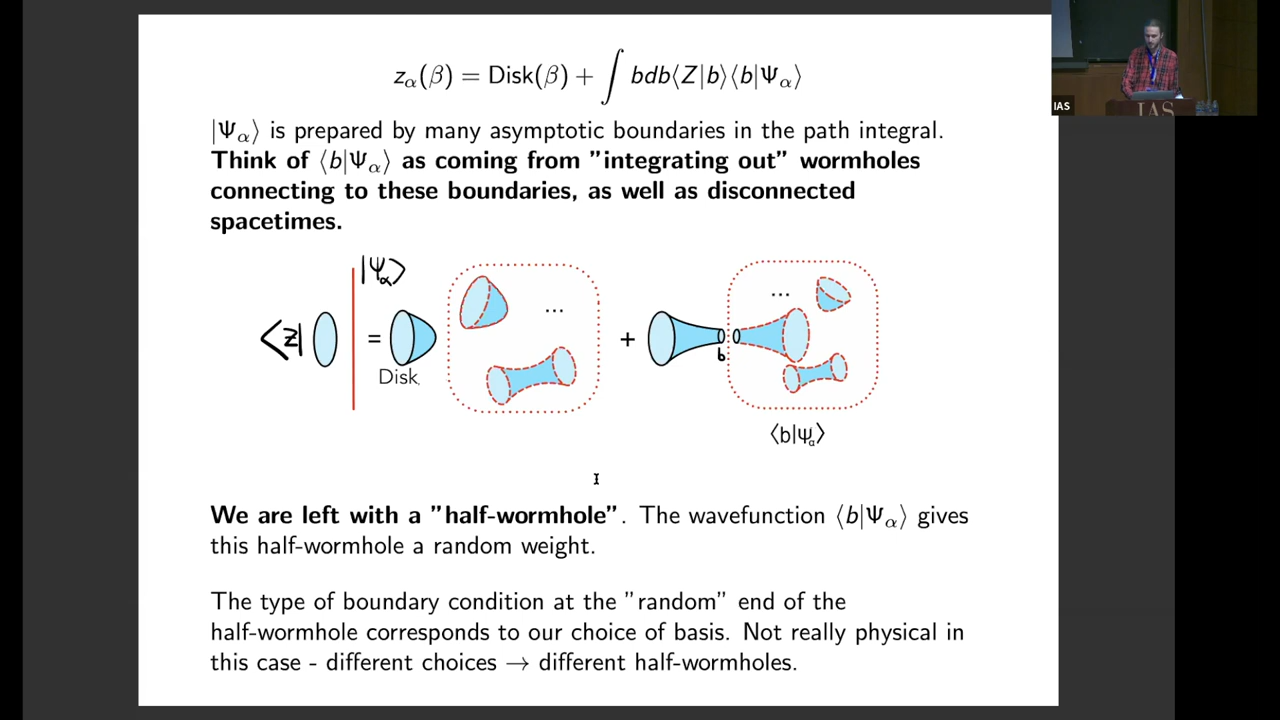 z_α(β) = Disk(β) + ∫ bdb⟨Z|b⟩⟨b|Ψ_α⟩
|Ψ_α⟩ is prepared by many asymptotic boundaries in the path integral.
Think of ⟨b|Ψ_α⟩ as coming from "integrating out" wormholes
connecting to these boundaries, as well as disconnected
spacetimes.
|Ψ_α⟩
⟨Z| = ... + ...
b
Disk.
⟨b|Ψ_α⟩
We are left with a "half-wormhole". The wavefunction ⟨b|Ψ_α⟩ gives
this half-wormhole a random weight.
The type of boundary condition at the "random" end of the
half-wormhole corresponds to our choice of basis. Not really physical in
this case - different choices → different half-wormholes.
IAS
IAS